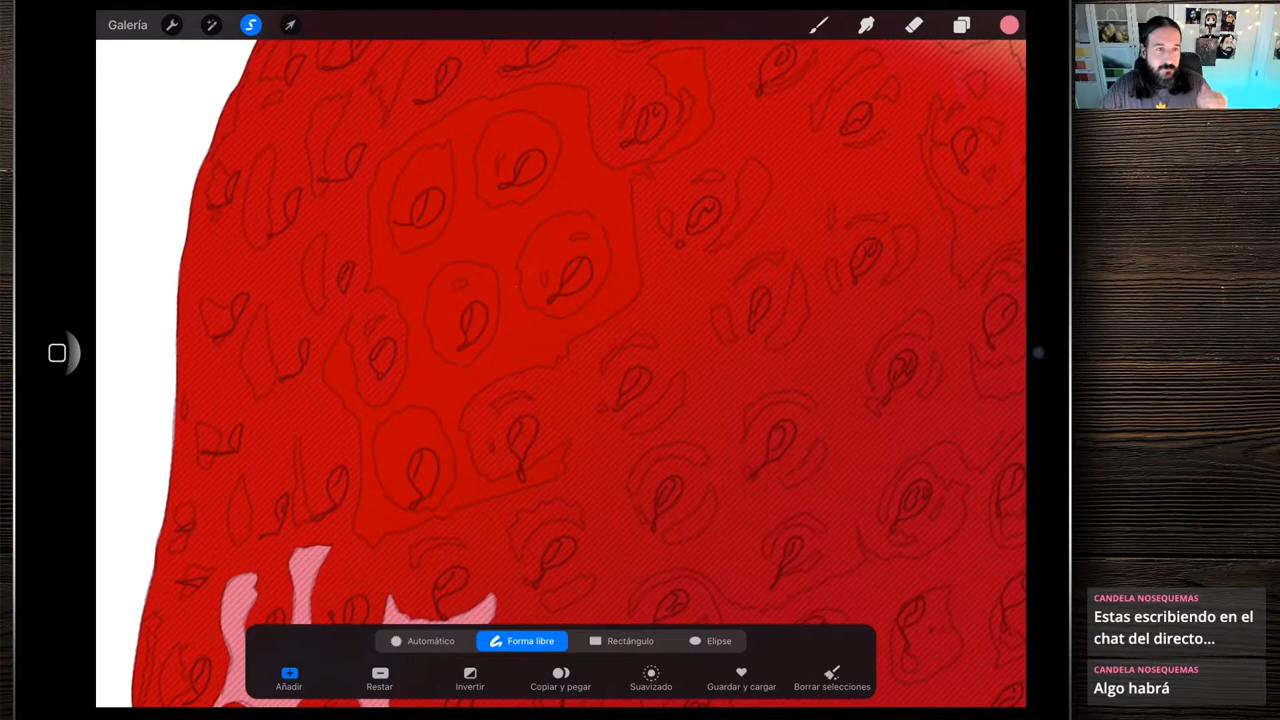 Galería
Automático
Forma libre
Rectángulo
Elipse
Añadir
Restar
Invertir
Copiar y pegar
Suavizado
Guardar y cargar
Borrar selecciones
CANDELA NOSEQUEMAS
Estas escribiendo en el
chat del directo...
CANDELA NOSEQUEMAS
Algo habrá